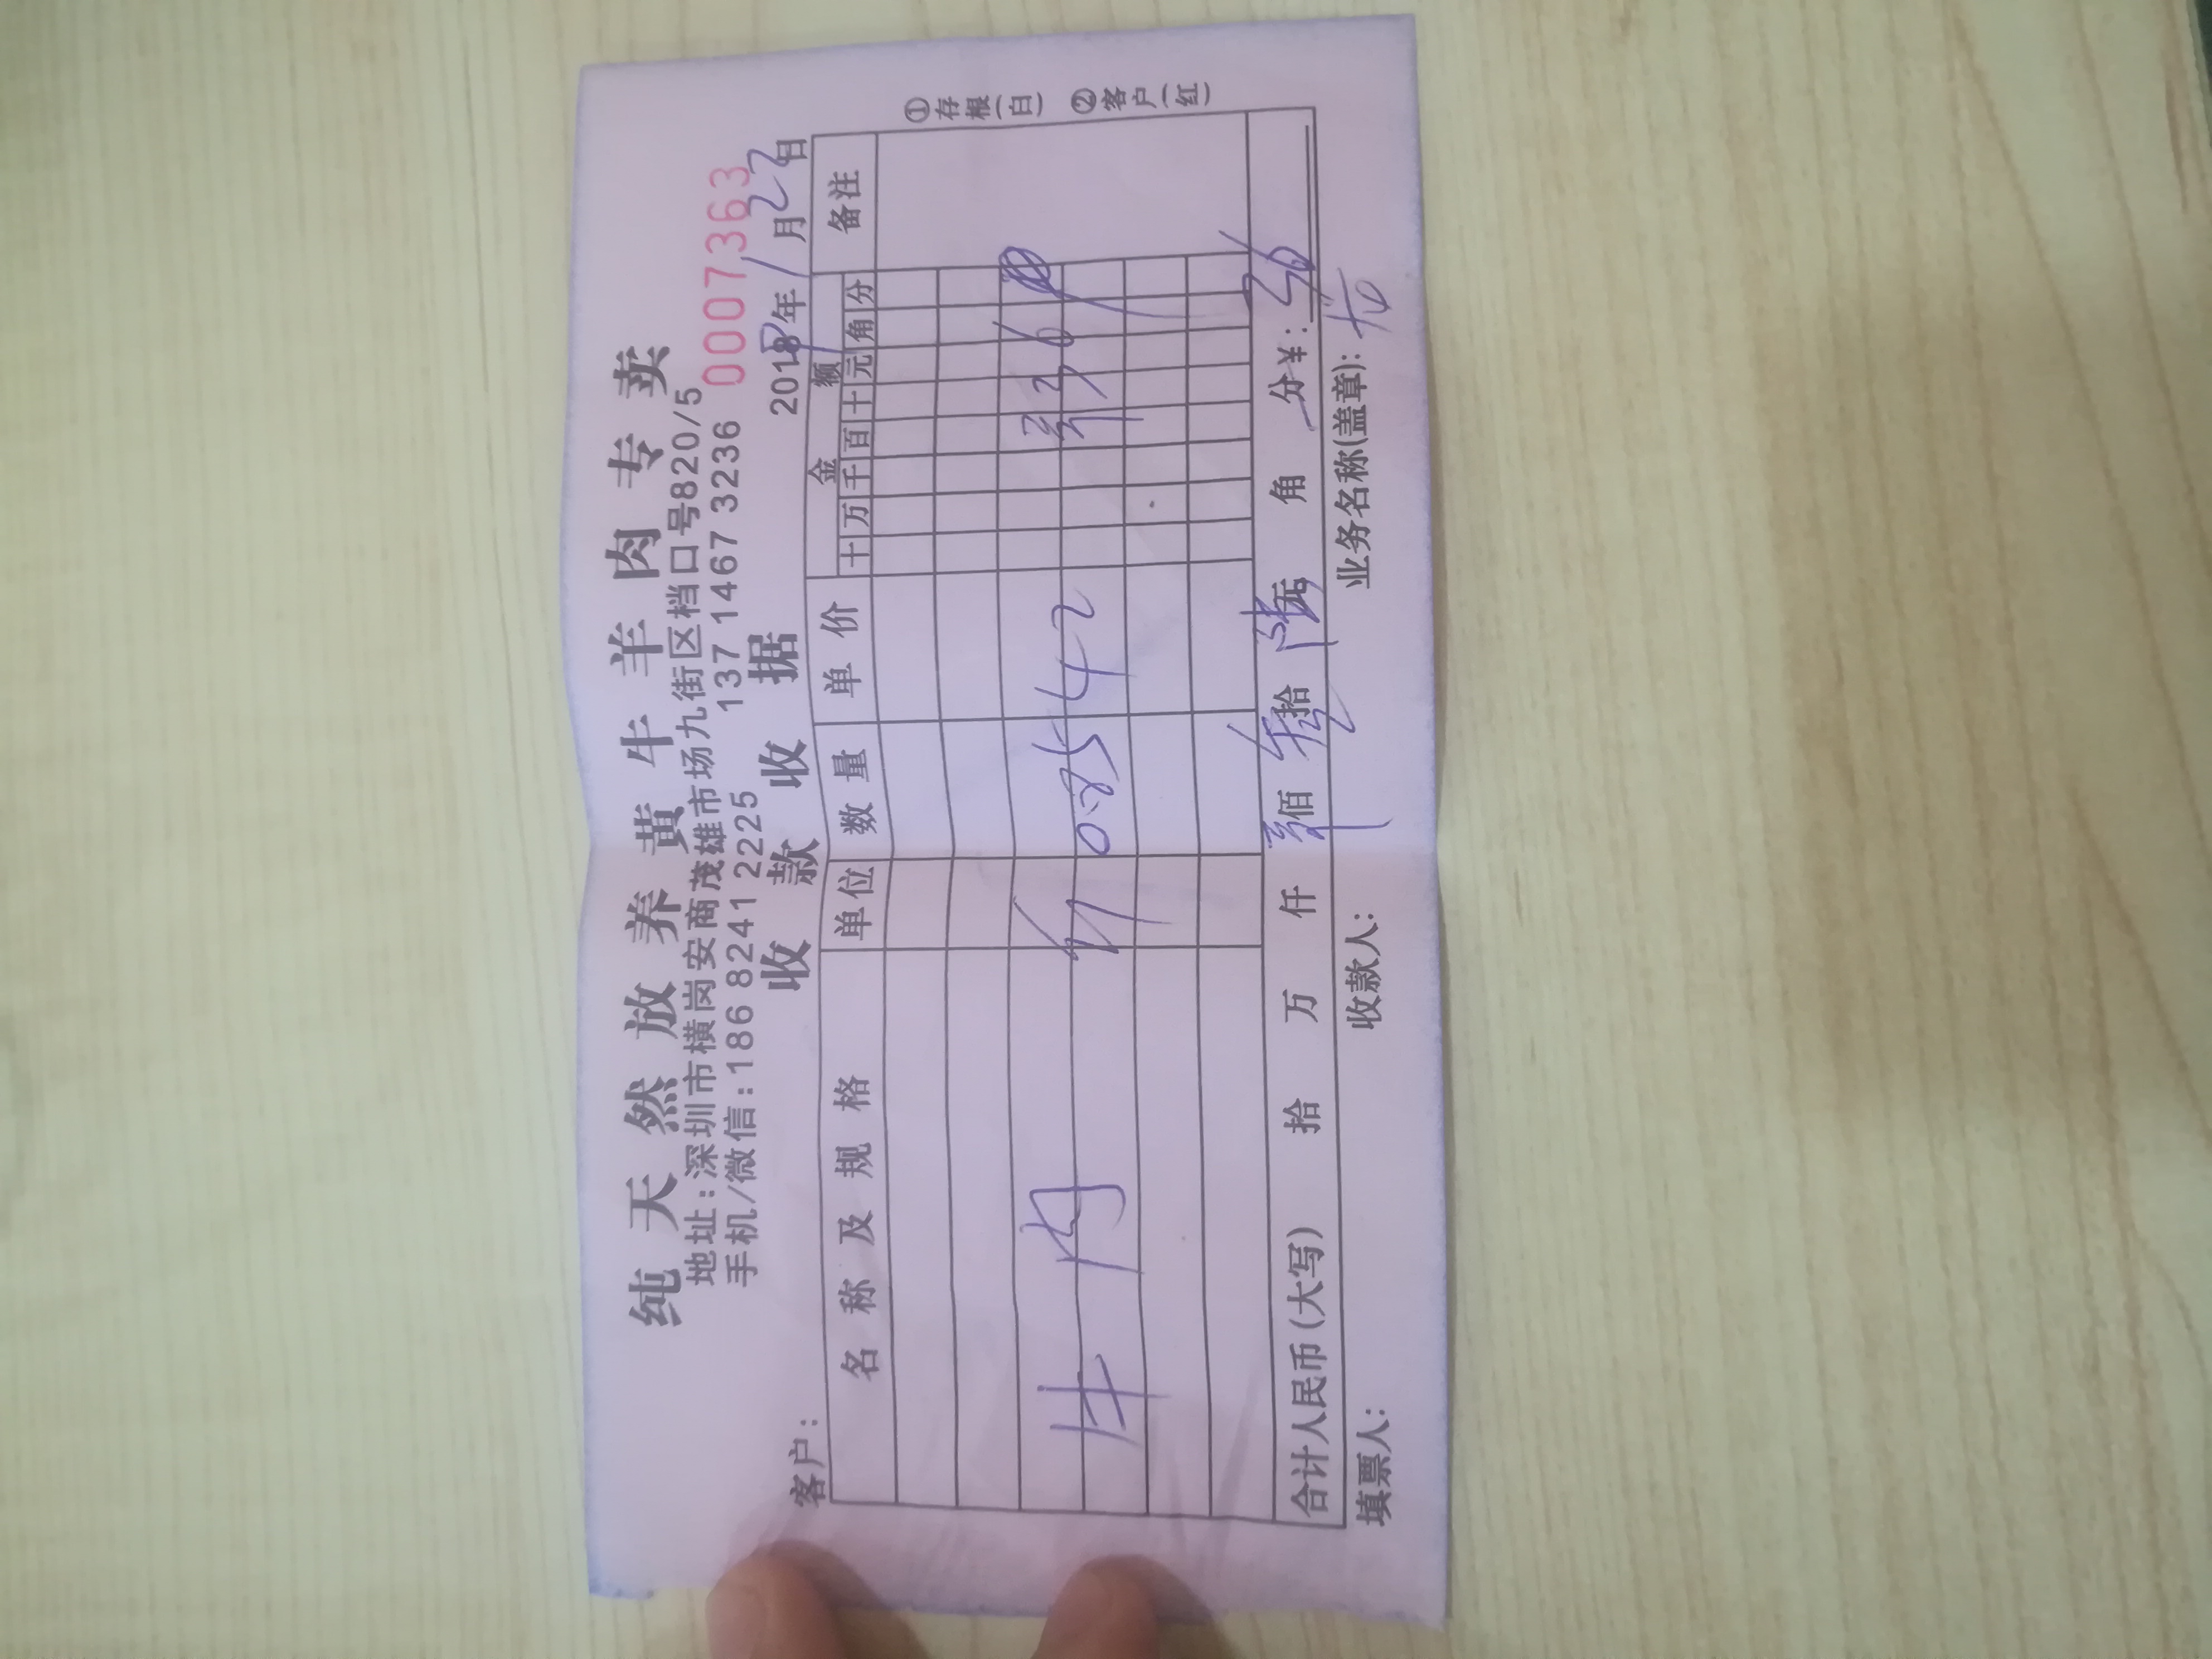 纯天然放养黄牛羊肉专卖
地址:深圳市横岗安商茂雄市场九街区档口号820/5
手机/微信:186 8241 2225 137 1467 3236 0007363
收款收据
客户: 2019年1月22日
名称及规格 单位 数量 单价 金额 备注
十 万 千 百 十 元 角 分
牛肉 斤 0.85 42 ¥36
合计人民币(大写) 拾 万 仟 佰 叁拾 陆元 角 分 ¥:36
填票人: 收款人: 业务名称(盖章):
①存根(白) ②客户(红)